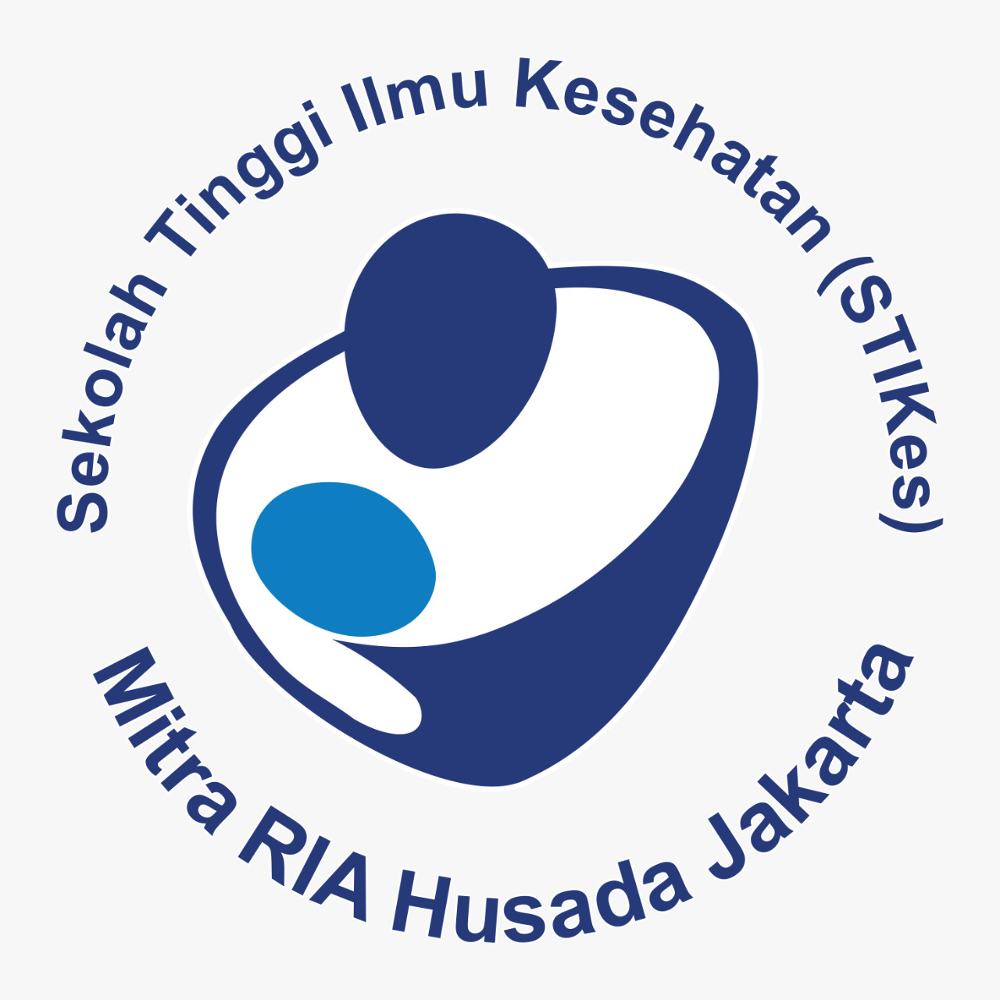 Sekolah Tinggi Ilmu Kesehatan (STIKes)
Mitra RIA Husada Jakarta